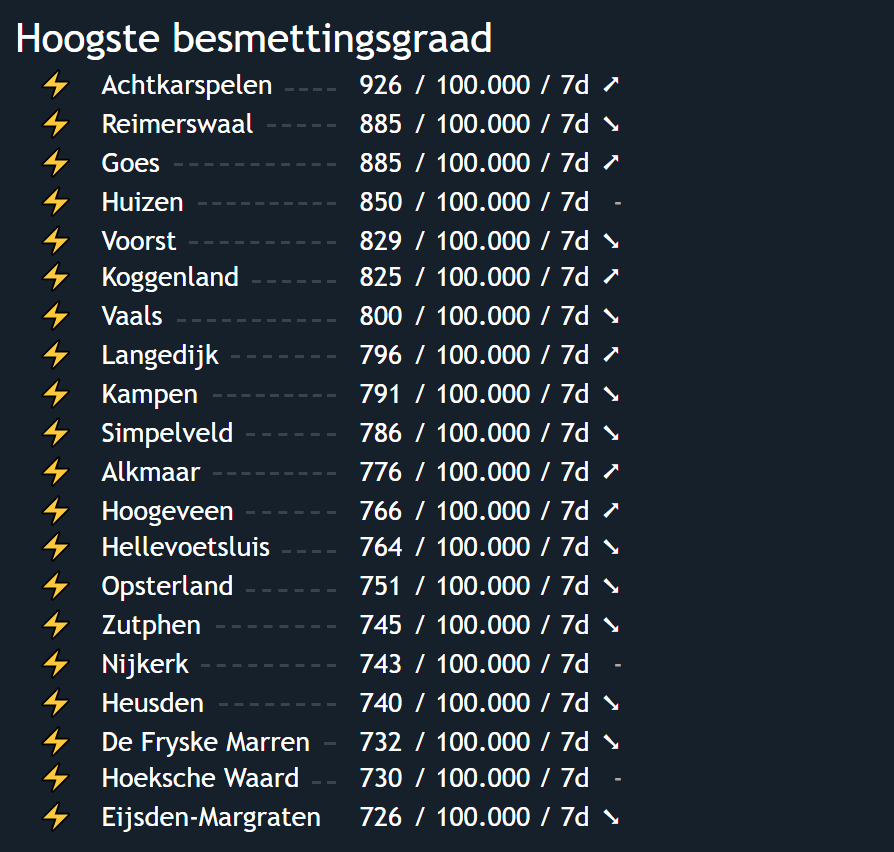 Hoogste besmettingsgraad
⚡ Achtkarspelen ---- 926 / 100.000 / 7d ➚
⚡ Reimerswaal ----- 885 / 100.000 / 7d ➘
⚡ Goes ----------- 885 / 100.000 / 7d ➚
⚡ Huizen ---------- 850 / 100.000 / 7d -
⚡ Voorst ---------- 829 / 100.000 / 7d ➘
⚡ Koggenland ------ 825 / 100.000 / 7d ➚
⚡ Vaals ----------- 800 / 100.000 / 7d ➘
⚡ Langedijk ------- 796 / 100.000 / 7d ➚
⚡ Kampen --------- 791 / 100.000 / 7d ➘
⚡ Simpelveld ------ 786 / 100.000 / 7d ➘
⚡ Alkmaar --------- 776 / 100.000 / 7d ➚
⚡ Hoogeveen ------ 766 / 100.000 / 7d ➚
⚡ Hellevoetsluis ---- 764 / 100.000 / 7d ➘
⚡ Opsterland ------ 751 / 100.000 / 7d ➘
⚡ Zutphen -------- 745 / 100.000 / 7d ➘
⚡ Nijkerk --------- 743 / 100.000 / 7d -
⚡ Heusden -------- 740 / 100.000 / 7d ➘
⚡ De Fryske Marren - 732 / 100.000 / 7d ➘
⚡ Hoeksche Waard -- 730 / 100.000 / 7d -
⚡ Eijsden-Margraten 726 / 100.000 / 7d ➘